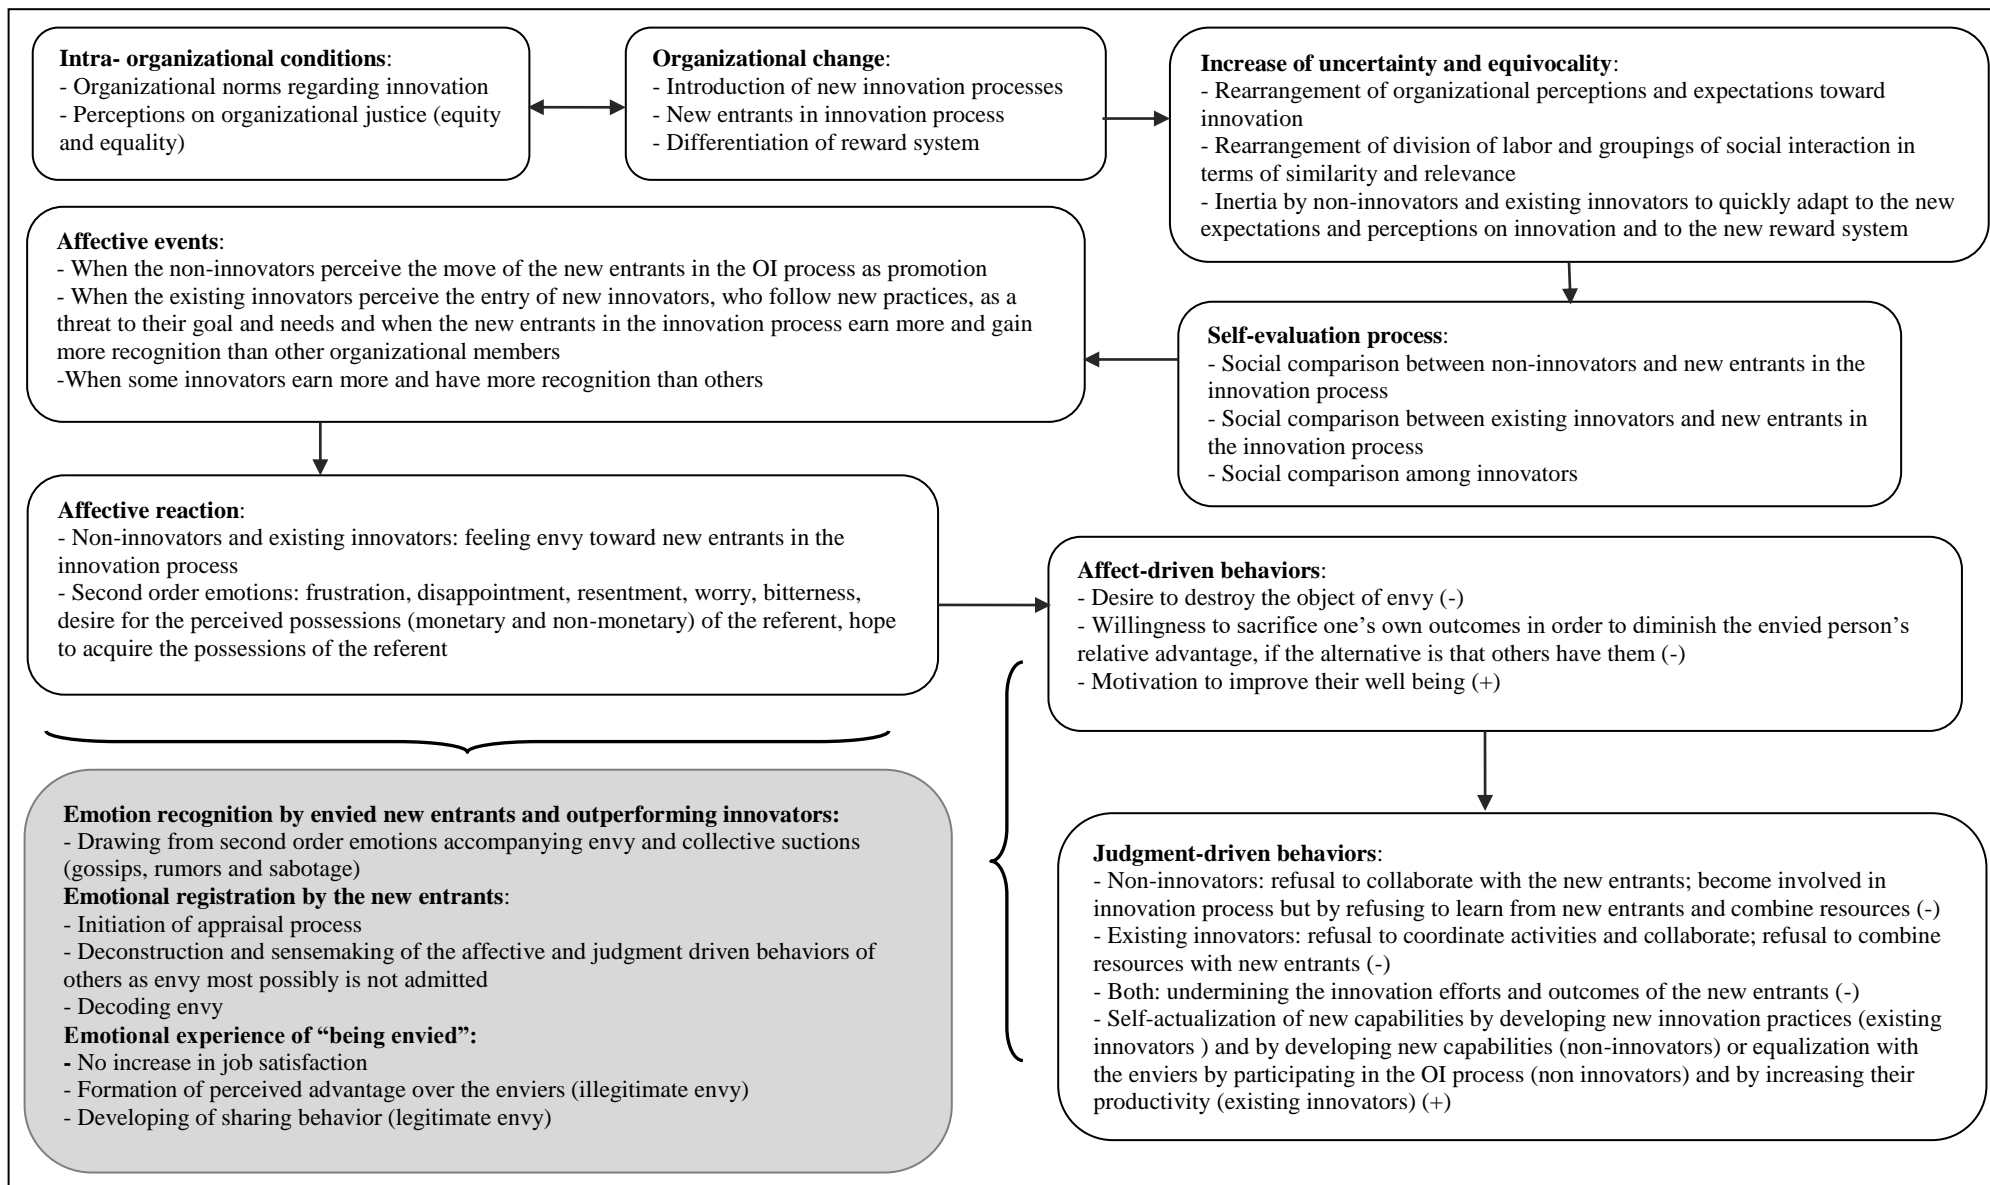 Intra- organizational conditions:
- Organizational norms regarding innovation
- Perceptions on organizational justice (equity
and equality)
Organizational change:
- Introduction of new innovation processes
- New entrants in innovation process
- Differentiation of reward system
Increase of uncertainty and equivocality:
- Rearrangement of organizational perceptions and expectations toward
innovation
- Rearrangement of division of labor and groupings of social interaction in
terms of similarity and relevance
- Inertia by non-innovators and existing innovators to quickly adapt to the new
expectations and perceptions on innovation and to the new reward system
Affective events:
- When the non-innovators perceive the move of the new entrants in the OI process as promotion
- When the existing innovators perceive the entry of new innovators, who follow new practices, as a
threat to their goal and needs and when the new entrants in the innovation process earn more and gain
more recognition than other organizational members
-When some innovators earn more and have more recognition than others
Self-evaluation process:
- Social comparison between non-innovators and new entrants in the
innovation process
- Social comparison between existing innovators and new entrants in
the innovation process
- Social comparison among innovators
Affective reaction:
- Non-innovators and existing innovators: feeling envy toward new entrants in the
innovation process
- Second order emotions: frustration, disappointment, resentment, worry, bitterness,
desire for the perceived possessions (monetary and non-monetary) of the referent, hope
to acquire the possessions of the referent
Affect-driven behaviors:
- Desire to destroy the object of envy (-)
- Willingness to sacrifice one’s own outcomes in order to diminish the envied person’s
relative advantage, if the alternative is that others have them (-)
- Motivation to improve their well being (+)
Emotion recognition by envied new entrants and outperforming innovators:
- Drawing from second order emotions accompanying envy and collective suctions
(gossips, rumors and sabotage)
Emotional registration by the new entrants:
- Initiation of appraisal process
- Deconstruction and sensemaking of the affective and judgment driven behaviors of
others as envy most possibly is not admitted
- Decoding envy
Emotional experience of “being envied”:
- No increase in job satisfaction
- Formation of perceived advantage over the enviers (illegitimate envy)
- Developing of sharing behavior (legitimate envy)
Judgment-driven behaviors:
- Non-innovators: refusal to collaborate with the new entrants; become involved in
innovation process but by refusing to learn from new entrants and combine resources (-)
- Existing innovators: refusal to coordinate activities and collaborate; refusal to combine
resources with new entrants (-)
- Both: undermining the innovation efforts and outcomes of the new entrants (-)
- Self-actualization of new capabilities by developing new innovation practices (existing
innovators ) and by developing new capabilities (non-innovators) or equalization with
the enviers by participating in the OI process (non innovators) and by increasing their
productivity (existing innovators) (+)